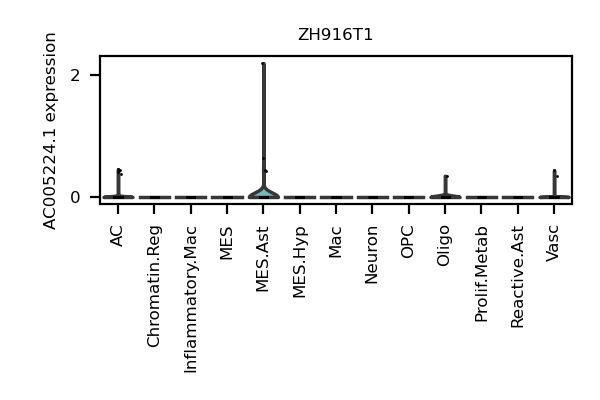 ZH916T1
AC005224.1 expression
2
0
AC
Chromatin.Reg
Inflammatory.Mac
MES
MES.Ast
MES.Hyp
Mac
Neuron
OPC
Oligo
Prolif.Metab
Reactive.Ast
Vasc